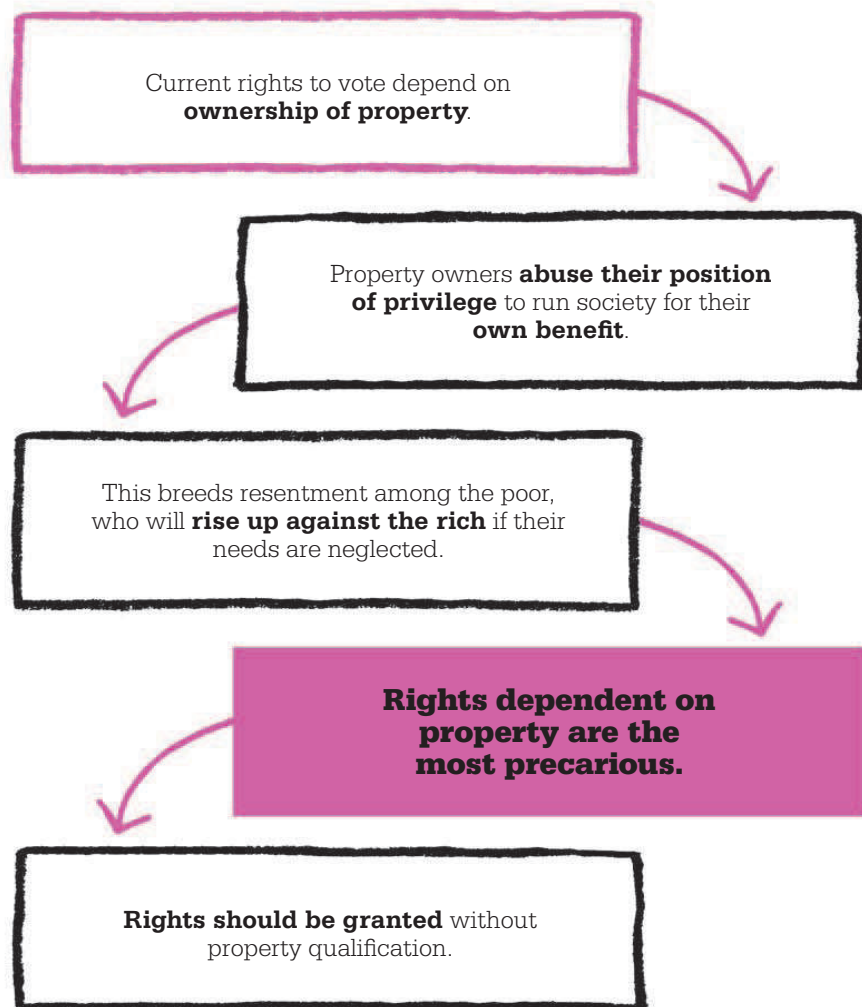 Current rights to vote depend on
ownership of property.
Property owners abuse their position
of privilege to run society for their
own benefit.
This breeds resentment among the poor,
who will rise up against the rich if their
needs are neglected.
Rights dependent on
property are the
most precarious.
Rights should be granted without
property qualification.